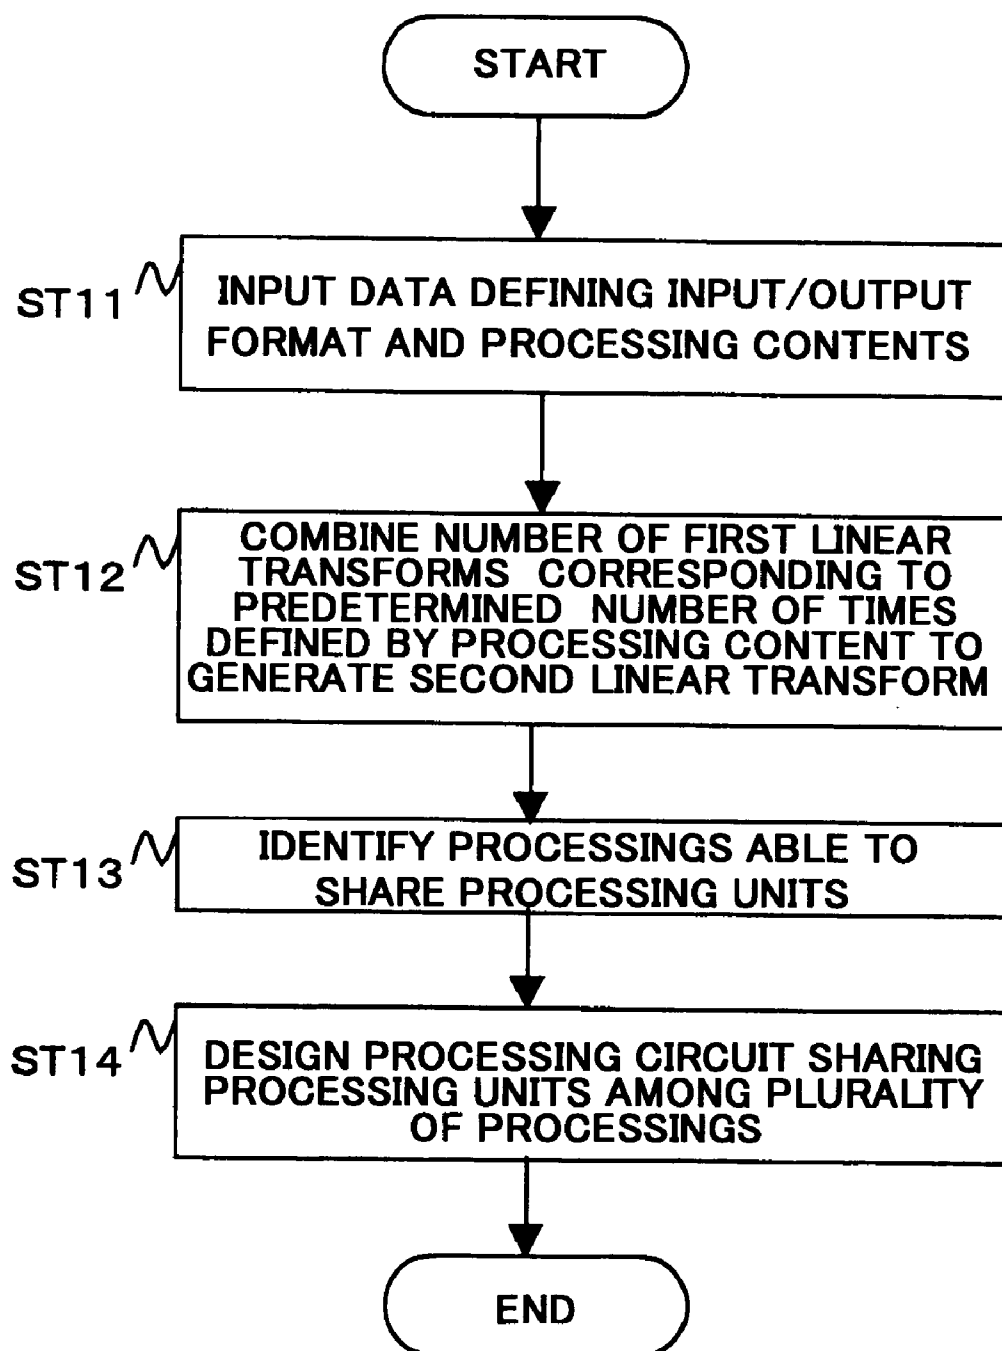 START
ST11
INPUT DATA DEFINING INPUT/OUTPUT
FORMAT AND PROCESSING CONTENTS
ST12
COMBINE NUMBER OF FIRST LINEAR
TRANSFORMS CORRESPONDING TO
PREDETERMINED NUMBER OF TIMES
DEFINED BY PROCESSING CONTENT TO
GENERATE SECOND LINEAR TRANSFORM
ST13
IDENTIFY PROCESSINGS ABLE TO
SHARE PROCESSING UNITS
ST14
DESIGN PROCESSING CIRCUIT SHARING
PROCESSING UNITS AMONG PLURALITY
OF PROCESSINGS
END